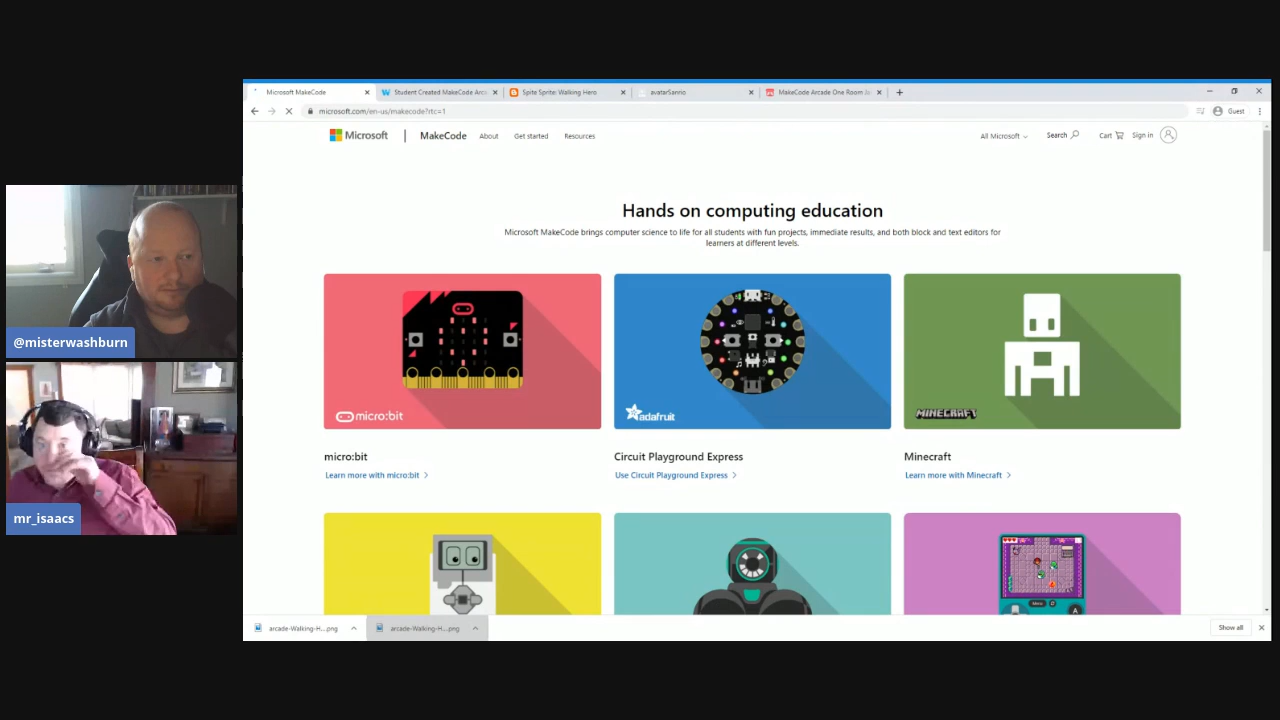 Microsoft MakeCode
Student Created MakeCode Arc
Spite Sprite: Walking Hero
avatarSanrio
MakeCode Arcade One Room Ja
microsoft.com/en-us/makecode?rtc=1
Guest
Microsoft
MakeCode
About
Get started
Resources
All Microsoft
Search
Cart
Sign in
Hands on computing education
Microsoft MakeCode brings computer science to life for all students with fun projects, immediate results, and both block and text editors for
learners at different levels.
micro:bit
adafruit
MINECRAFT
micro:bit
Circuit Playground Express
Minecraft
Learn more with micro:bit
Use Circuit Playground Express
Learn more with Minecraft
@misterwashburn
mr_isaacs
Menu
A
arcade-Walking-H....png
arcade-Walking-H....png
Show all